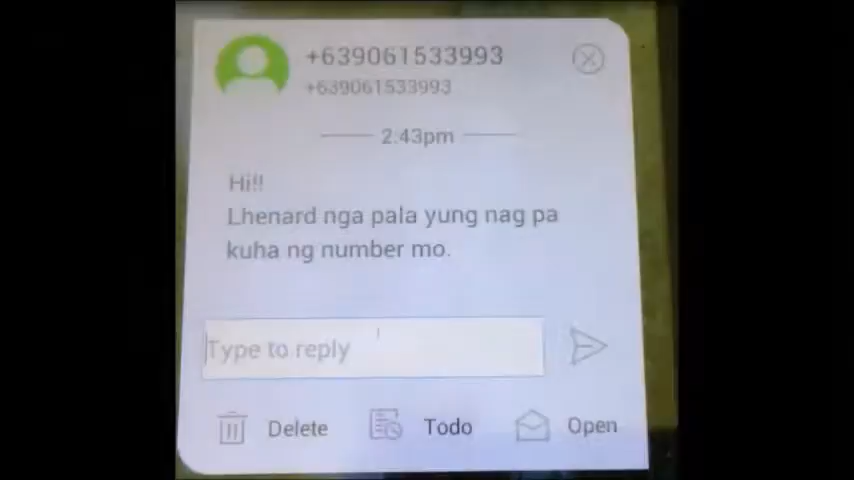 +639061533993
+639061533993
2.43pm
Hi!!
Lhenard nga pala yung nag pa
kuha ng number mo.
Type to reply
Delete Todo Open